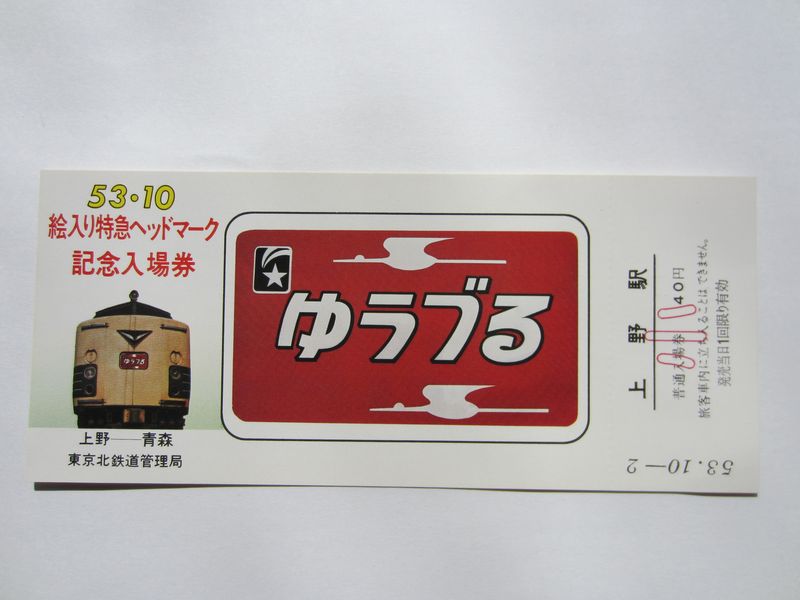 53・10
絵入り特急ヘッドマーク
記念入場券
ゆうづる
上野——青森
東京北鉄道管理局
ゆうづる
上野駅
普通入場券 40円
旅客車内に立ち入ることはできません。
発売当日1回限り有効
53.10—2